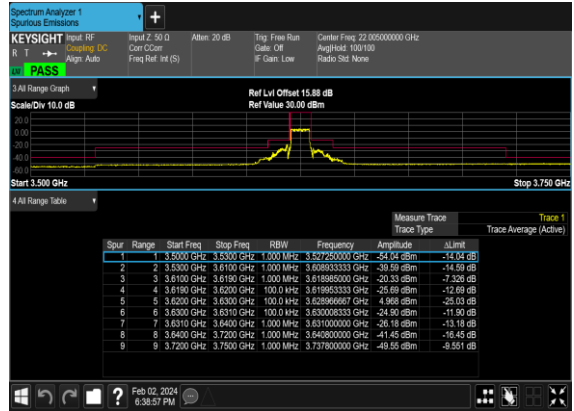 Spectrum Analyzer 1
Spurious Emissions
KEYSIGHT Input: RF Input Z: 50 Ω Atten: 20 dB Trig: Free Run Center Freq: 22.005000000 GHz
R T Coupling: DC Corr CCorr Gate: Off Avg|Hold: 100/100
Align: Auto Freq Ref: Int (S) IF Gain: Low Radio Std: None
PASS
3 All Range Graph
Ref Lvl Offset 15.88 dB
Scale/Div 10.0 dB Ref Value 30.00 dBm
20.0
0.00
-20.0
-40.0
-60.0
Start 3.500 GHz Stop 3.750 GHz
4 All Range Table
Measure Trace Trace 1
Trace Type Trace Average (Active)
Spur Range Start Freq Stop Freq RBW Frequency Amplitude ΔLimit
1 1 3.5000 GHz 3.5300 GHz 1.000 MHz 3.527250000 GHz -54.04 dBm -14.04 dB
2 2 3.5300 GHz 3.6100 GHz 1.000 MHz 3.608933333 GHz -39.59 dBm -14.59 dB
3 3 3.6100 GHz 3.6190 GHz 1.000 MHz 3.618985000 GHz -20.33 dBm -7.326 dB
4 4 3.6190 GHz 3.6200 GHz 100.0 kHz 3.619953333 GHz -25.69 dBm -12.69 dB
5 5 3.6200 GHz 3.6300 GHz 100.0 kHz 3.628966667 GHz 4.968 dBm -25.03 dB
6 6 3.6300 GHz 3.6310 GHz 100.0 kHz 3.630008333 GHz -24.90 dBm -11.90 dB
7 7 3.6310 GHz 3.6400 GHz 1.000 MHz 3.631000000 GHz -26.18 dBm -13.18 dB
8 8 3.6400 GHz 3.7200 GHz 1.000 MHz 3.640800000 GHz -41.45 dBm -16.45 dB
9 9 3.7200 GHz 3.7500 GHz 1.000 MHz 3.737800000 GHz -49.55 dBm -9.551 dB
Feb 02, 2024
6:38:57 PM